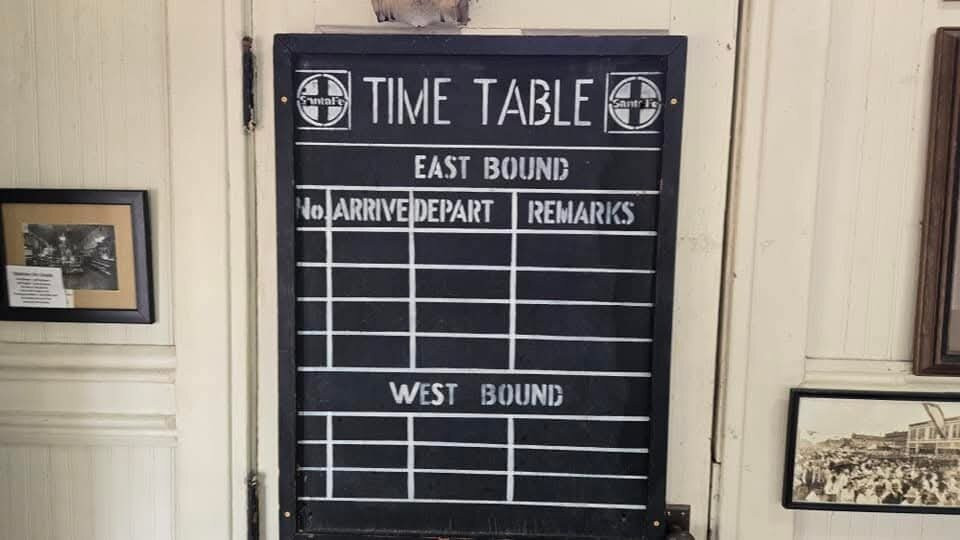 Santa Fe TIME TABLE Santa Fe
EAST BOUND
No. ARRIVE DEPART REMARKS
WEST BOUND